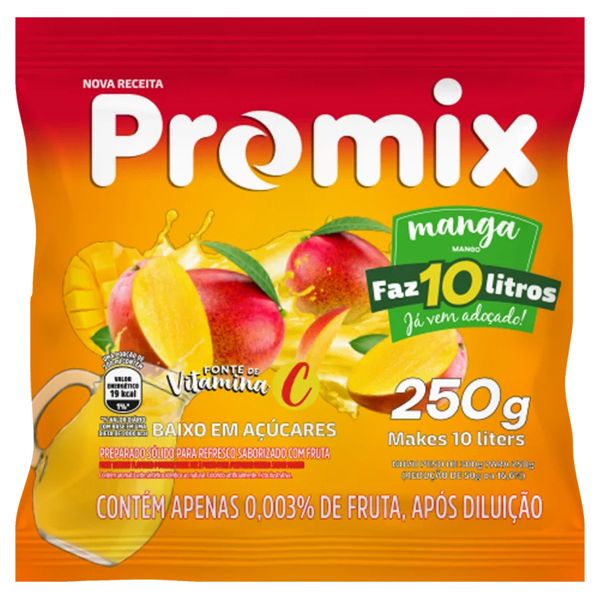 NOVA RECEITA
Promix
manga
MANGO
Faz 10 litros
Já vem adoçado!
VALOR
ENERGÉTICO
19 kcal
1%*
FONTE DE
Vitamina C
250g
BAIXO EM AÇÚCARES
Makes 10 liters
PREPARADO SÓLIDO PARA REFRESCO SABORIZADO COM FRUTA
CONTÉM APENAS 0,003% DE FRUTA, APÓS DILUIÇÃO